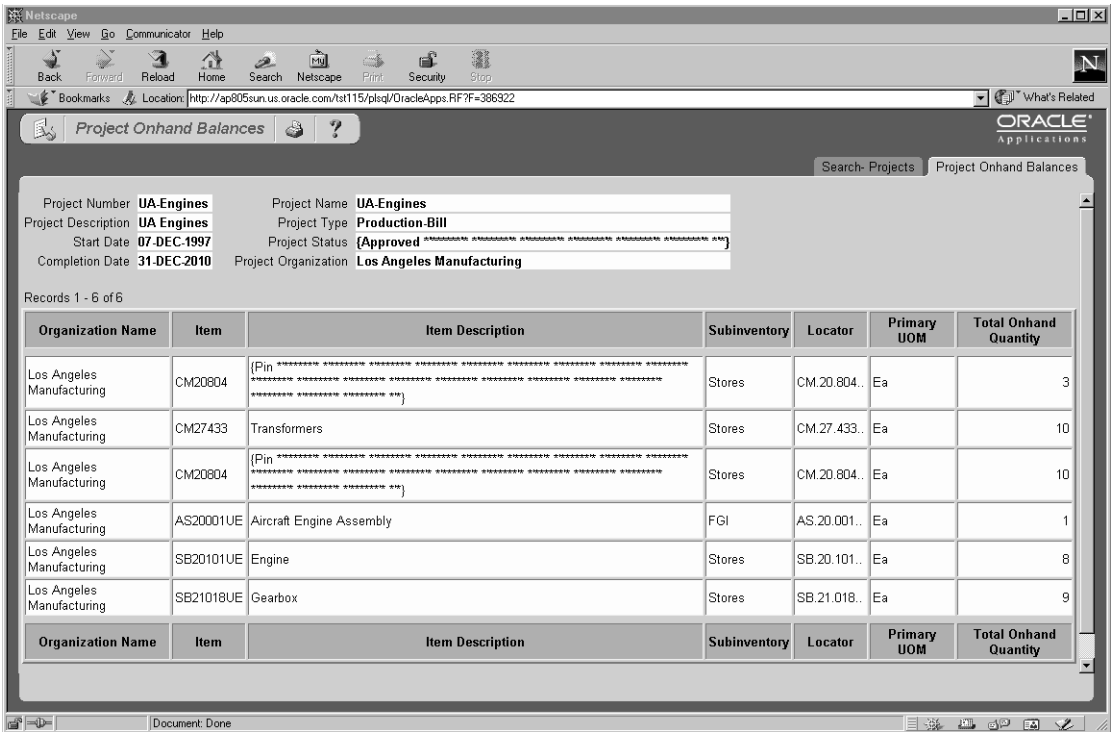 Netscape
File Edit View Go Communicator Help
Back Forward Reload Home Search Netscape Print Security Stop
Bookmarks Location: http://ap805sun.us.oracle.com/tst115/plsql/OracleApps.RF?F=386922 What's Related
Project Onhand Balances ? ORACLE
Applications
Search- Projects Project Onhand Balances
Project Number UA-Engines Project Name UA-Engines
Project Description UA Engines Project Type Production-Bill
Start Date 07-DEC-1997 Project Status {Approved ********* ********* ********* ********* ********* ********* ***}
Completion Date 31-DEC-2010 Project Organization Los Angeles Manufacturing
Records 1 - 6 of 6
Organization Name Item Item Description Subinventory Locator Primary UOM Total Onhand Quantity
Los Angeles Manufacturing CM20804 {Pin ********* ********* ********* ********* ********* ********* ********* ********* *********
********* ********* ********* ********* ********* ********* ********* ********* *********
********* ********* ********* ***} Stores CM.20.804.. Ea 3
Los Angeles Manufacturing CM27433 Transformers Stores CM.27.433.. Ea 10
Los Angeles Manufacturing CM20804 {Pin ********* ********* ********* ********* ********* ********* ********* ********* *********
********* ********* ********* ********* ********* ********* ********* ********* *********
********* ********* ********* ***} Stores CM.20.804.. Ea 10
Los Angeles Manufacturing AS20001UE Aircraft Engine Assembly FGI AS.20.001.. Ea 1
Los Angeles Manufacturing SB20101UE Engine Stores SB.20.101.. Ea 8
Los Angeles Manufacturing SB21018UE Gearbox Stores SB.21.018.. Ea 9
Organization Name Item Item Description Subinventory Locator Primary UOM Total Onhand Quantity
Document: Done